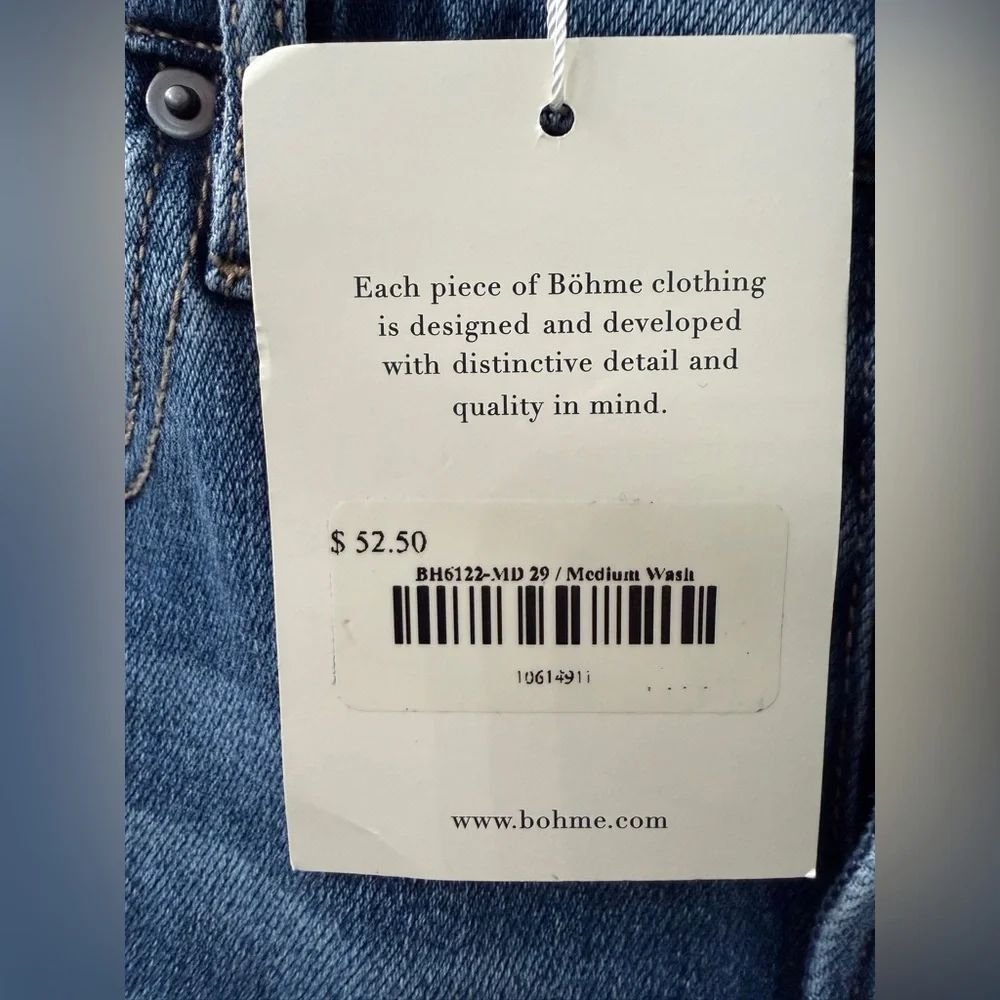 Each piece of Böhme clothing
is designed and developed
with distinctive detail and
quality in mind.
$ 52.50
BH6122-MD 29 / Medium Wash
www.bohme.com